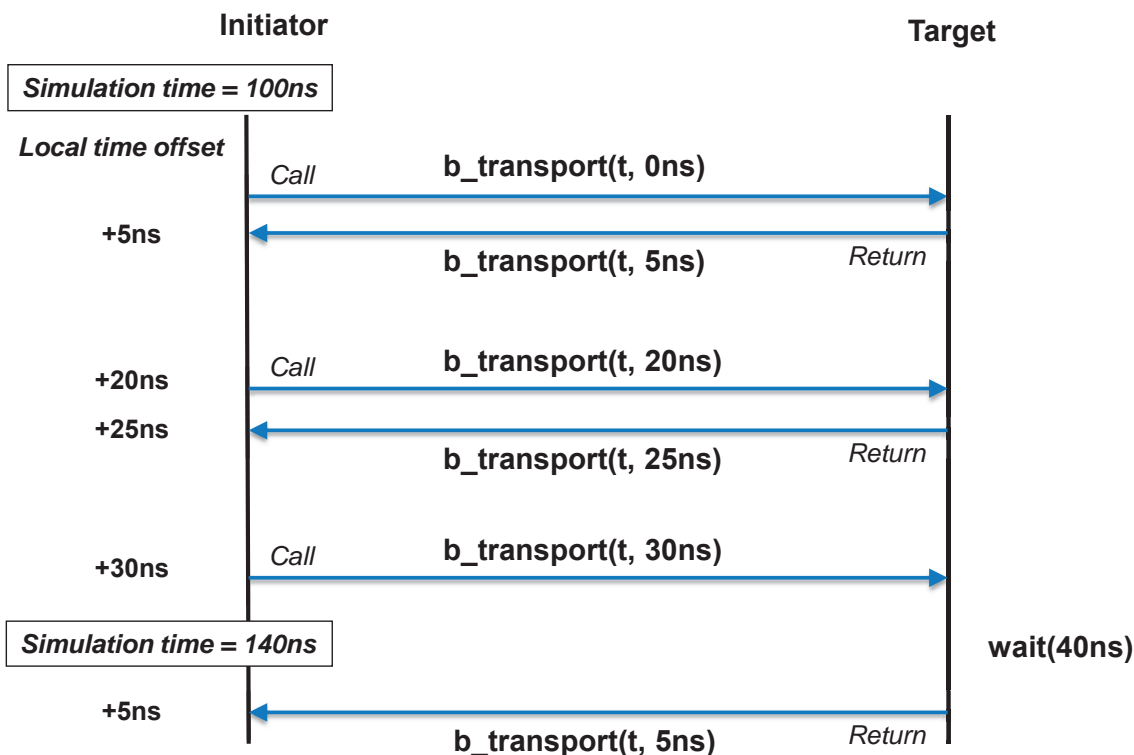 Initiator
Target
Simulation time = 100ns
Local time offset
Call
b_transport(t, 0ns)
+5ns
b_transport(t, 5ns)
Return
+20ns
Call
b_transport(t, 20ns)
+25ns
b_transport(t, 25ns)
Return
+30ns
Call
b_transport(t, 30ns)
Simulation time = 140ns
wait(40ns)
+5ns
b_transport(t, 5ns)
Return